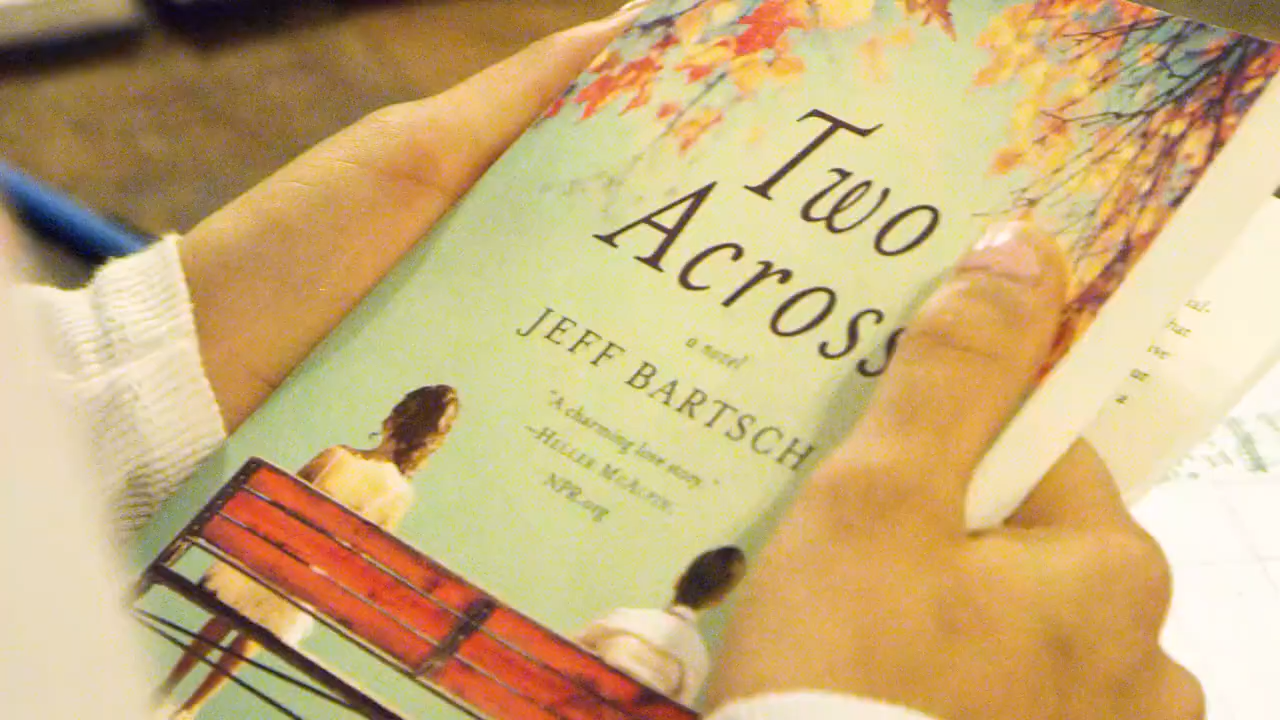 Two
Across
a novel
JEFF BARTSCH
"A charming love story."
—HELLER MCALPIN,
NPR.org